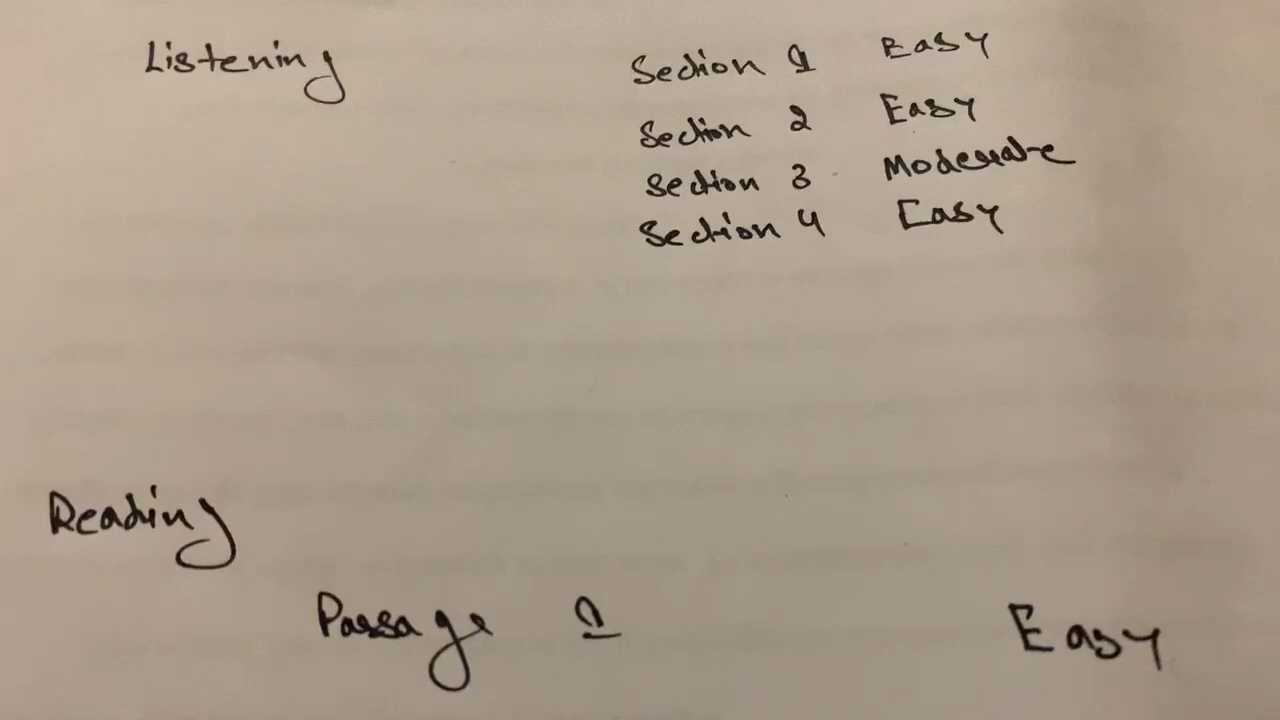 Listening
Section 1 Easy
Section 2 Easy
Section 3 Moderate
Section 4 Easy
Reading
Passage 1 Easy